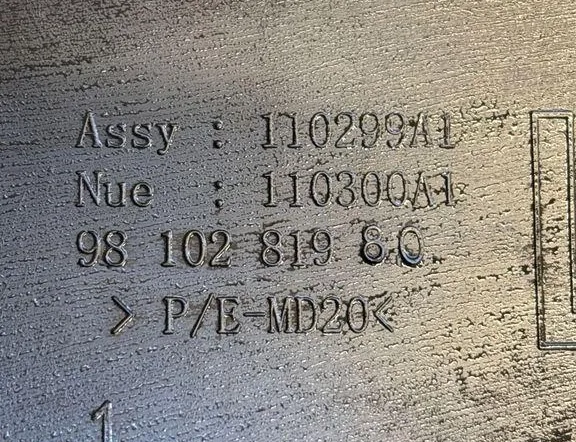 Assy : 110299A1
Nue : 110300A1
98 102 819 80
> P/E-MD20<
1